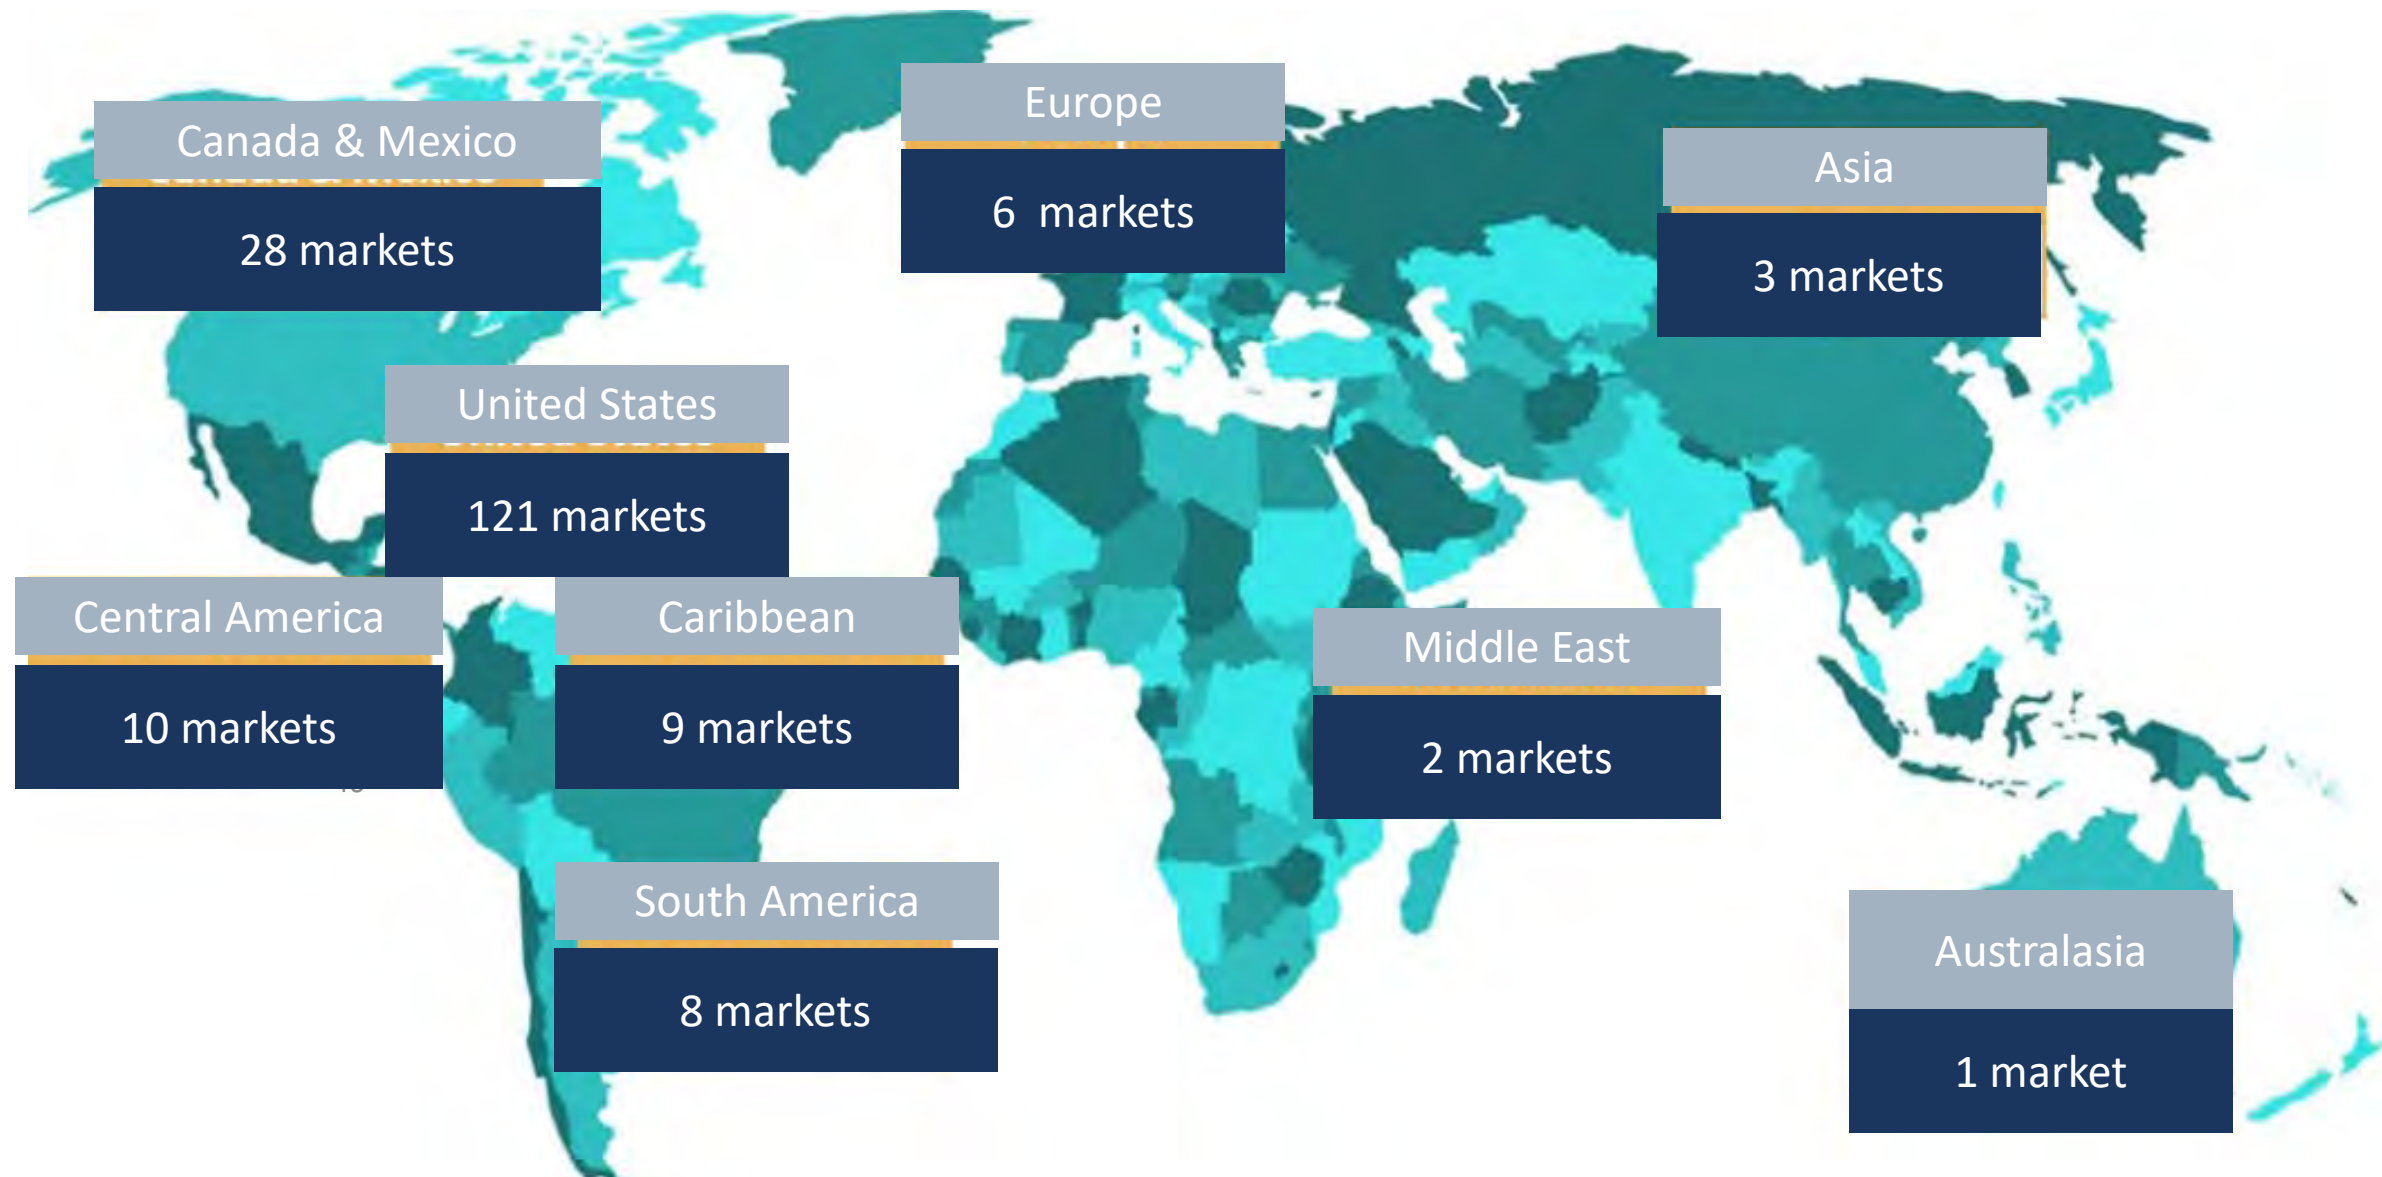 Canada & Mexico
28 markets
Europe
6 markets
Asia
3 markets
United States
121 markets
Central America
10 markets
Caribbean
9 markets
Middle East
2 markets
South America
8 markets
Australasia
1 market